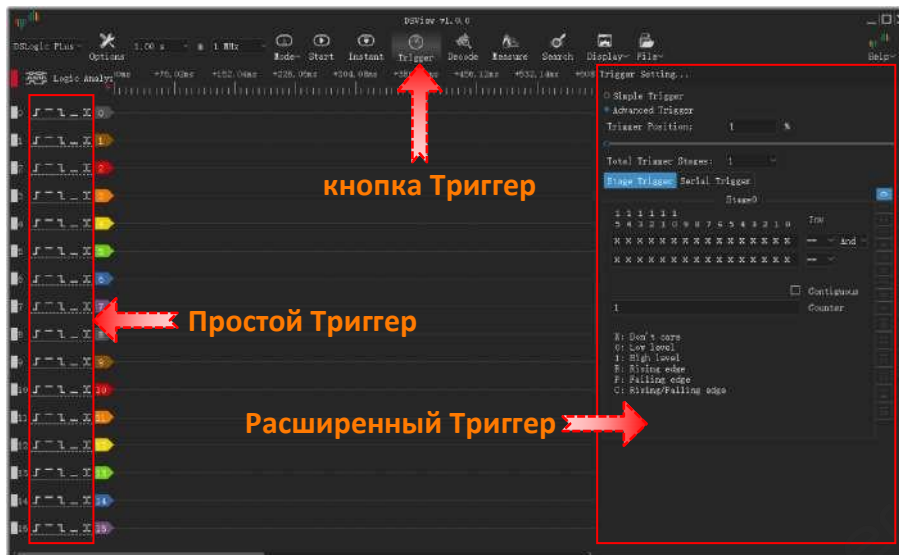 DSView v1.0.0
DSLogic Plus
1.00 s @ 1 MHz
Options
Mode Start Instant Trigger Decode Measure Search Display File Help
Logic Analy
+76.02ms +152.04ms +228.06ms +304.08ms +456.12ms +532.14ms +608
Trigger Setting...
Simple Trigger
Advanced Trigger
Trigger Position: 1 %
Total Trigger Stages: 1
Stage Trigger Serial Trigger
Stage0
1 1 1 1 1 1
5 4 3 2 1 0 9 8 7 6 5 4 3 2 1 0 Inv
X X X X X X X X X X X X X X X X == And
X X X X X X X X X X X X X X X X ==
Contiguous
1 Counter
X: Don't care
0: Low level
1: High level
R: Rising edge
F: Falling edge
C: Rising/Falling edge
кнопка Триггер
Простой Триггер
Расширенный Триггер
0
1
2
3
4
5
6
7
8
9
10
11
12
13
14
15